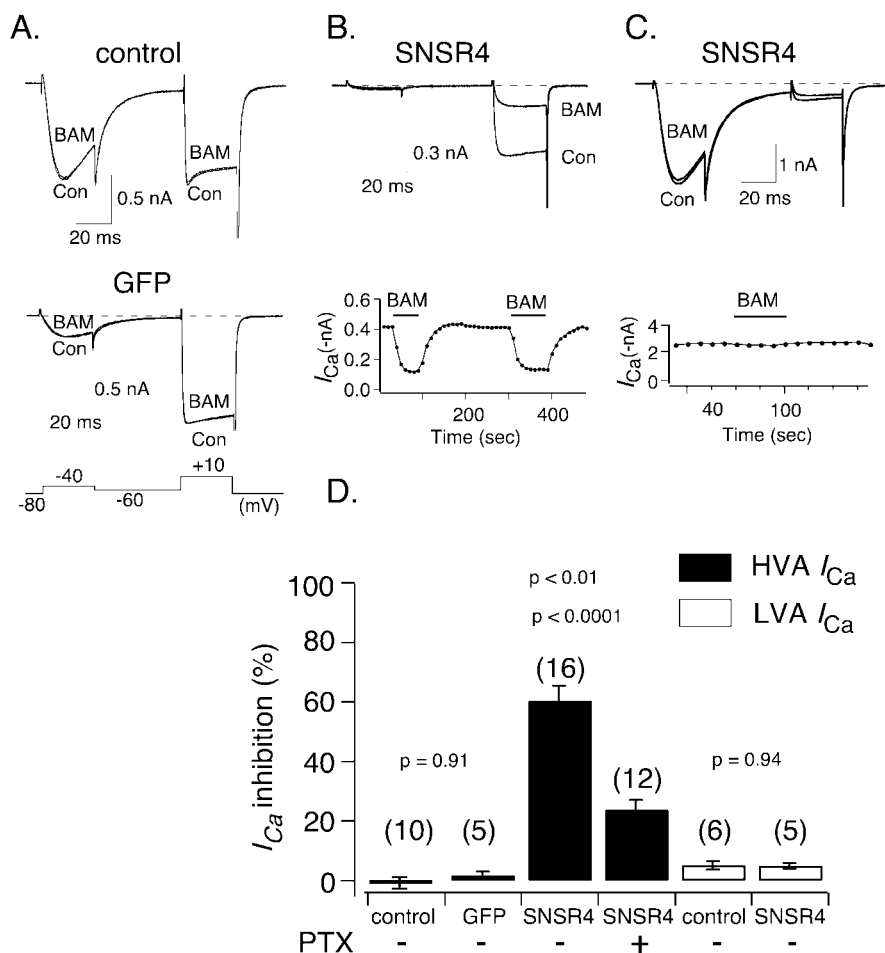 A.
control
BAM
BAM
Con
Con
0.5 nA
20 ms
GFP
BAM
Con
0.5 nA
20 ms
BAM
Con
+10
-40
-60
-80
(mV)
B.
SNSR4
BAM
0.3 nA
Con
20 ms
0.6
0.4
0.2
0.0
ICa(-nA)
BAM
BAM
200
400
Time (sec)
C.
SNSR4
BAM
Con
1 nA
20 ms
4
2
0
ICa(-nA)
BAM
40
100
Time (sec)
D.
HVA ICa
LVA ICa
100
80
60
40
20
0
ICa inhibition (%)
p < 0.01
p < 0.0001
p = 0.91
p = 0.94
(10)
(5)
(16)
(12)
(6)
(5)
control GFP SNSR4 SNSR4 control SNSR4
PTX - - - + - -